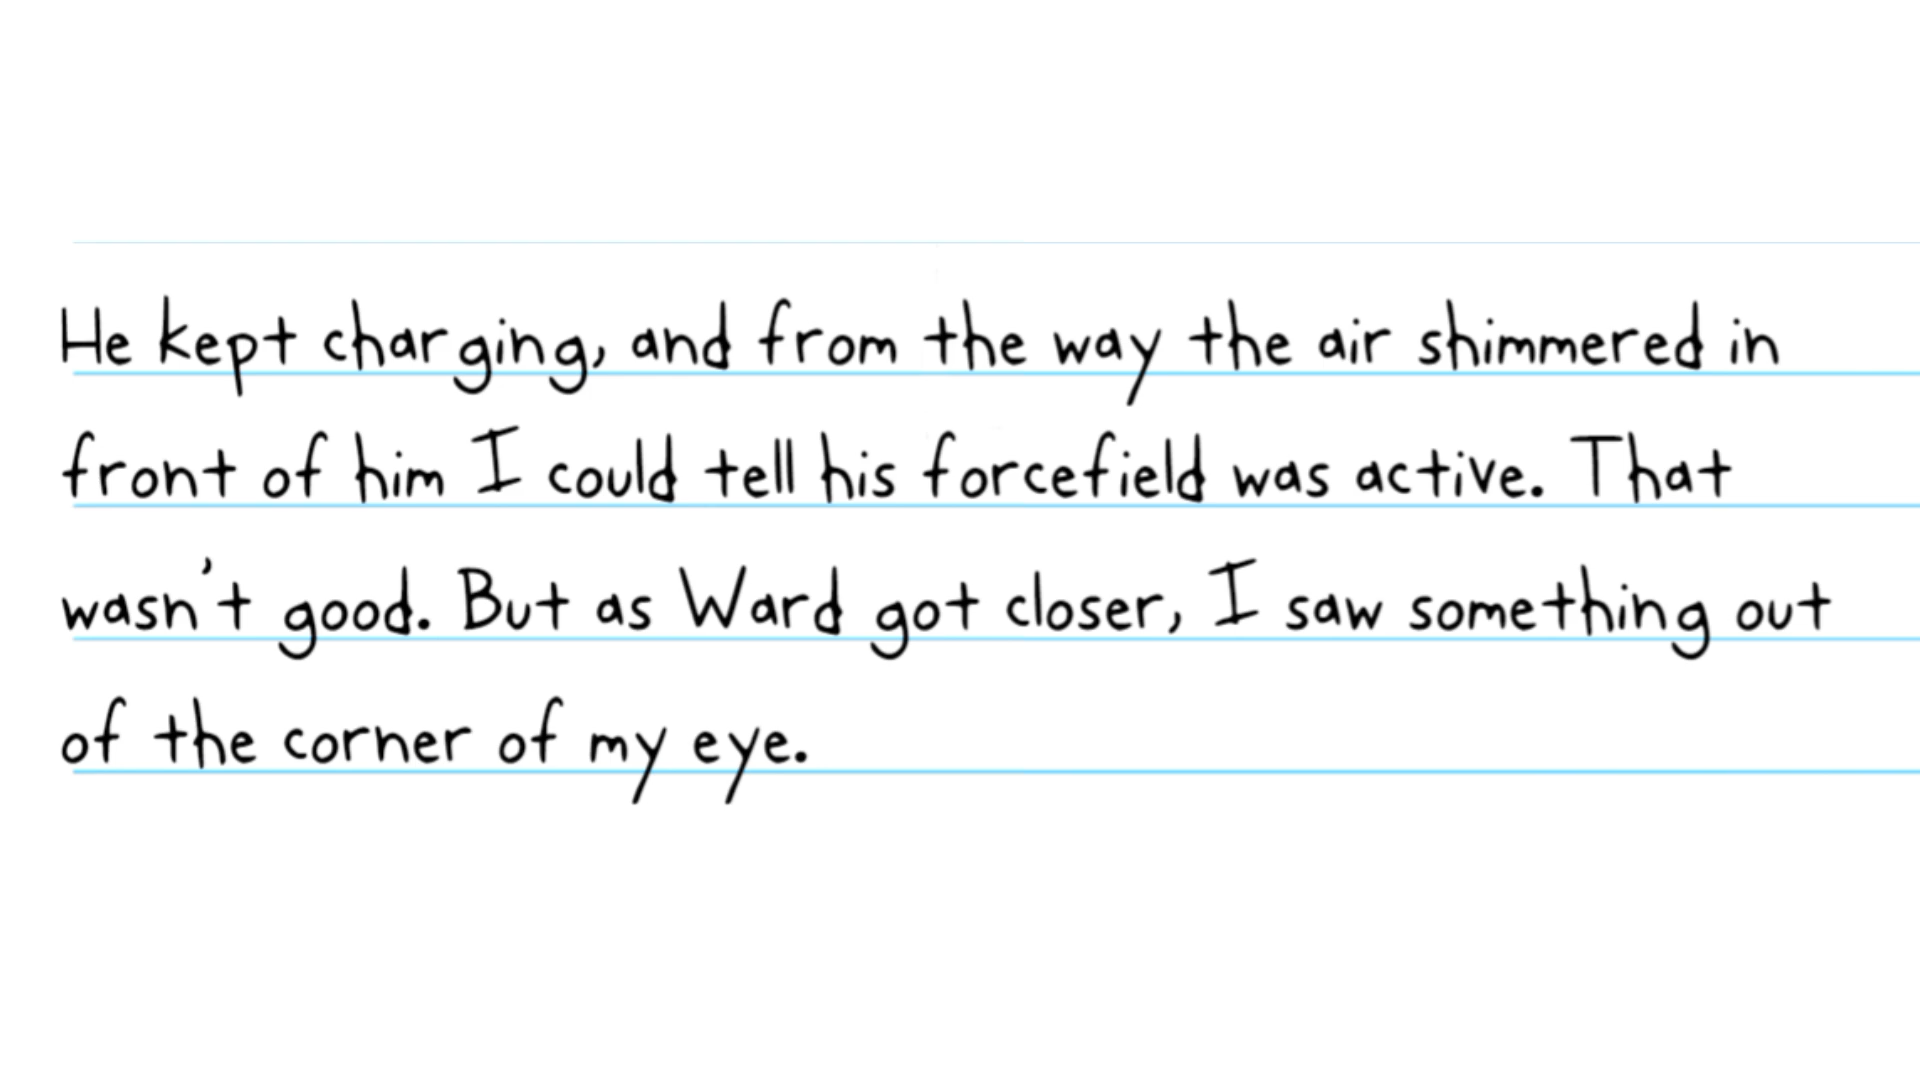 He kept charging, and from the way the air shimmered in
front of him I could tell his forcefield was active. That
wasn't good. But as Ward got closer, I saw something out
of the corner of my eye.